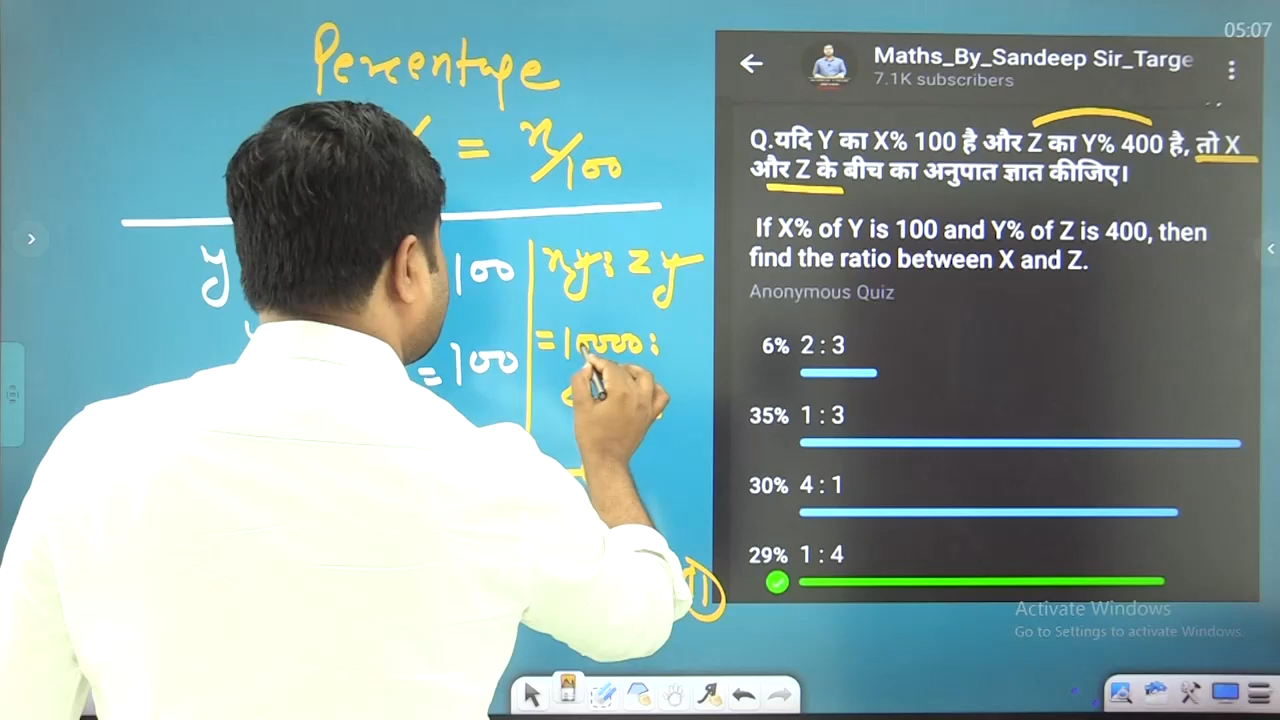 05:07
Percentage
= x/100
Maths_By_Sandeep Sir_Targe
7.1K subscribers
Q.यदि Y का X% 100 है और Z का Y% 400 है, तो X
और Z के बीच का अनुपात ज्ञात कीजिए।
If X% of Y is 100 and Y% of Z is 400, then
find the ratio between X and Z.
Anonymous Quiz
6% 2 : 3
35% 1 : 3
30% 4 : 1
29% 1 : 4
y
100
= 100
xy : zy
= 10000 :
Activate Windows
Go to Settings to activate Windows.